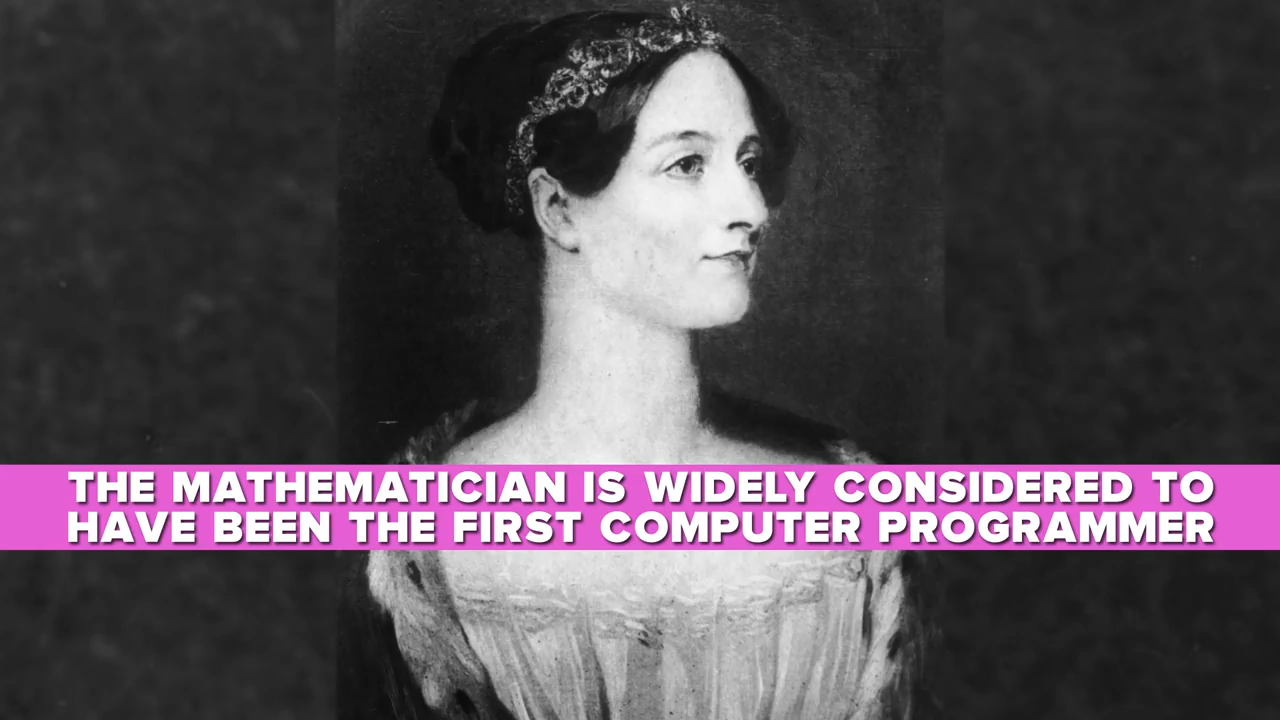 THE MATHEMATICIAN IS WIDELY CONSIDERED TO
HAVE BEEN THE FIRST COMPUTER PROGRAMMER